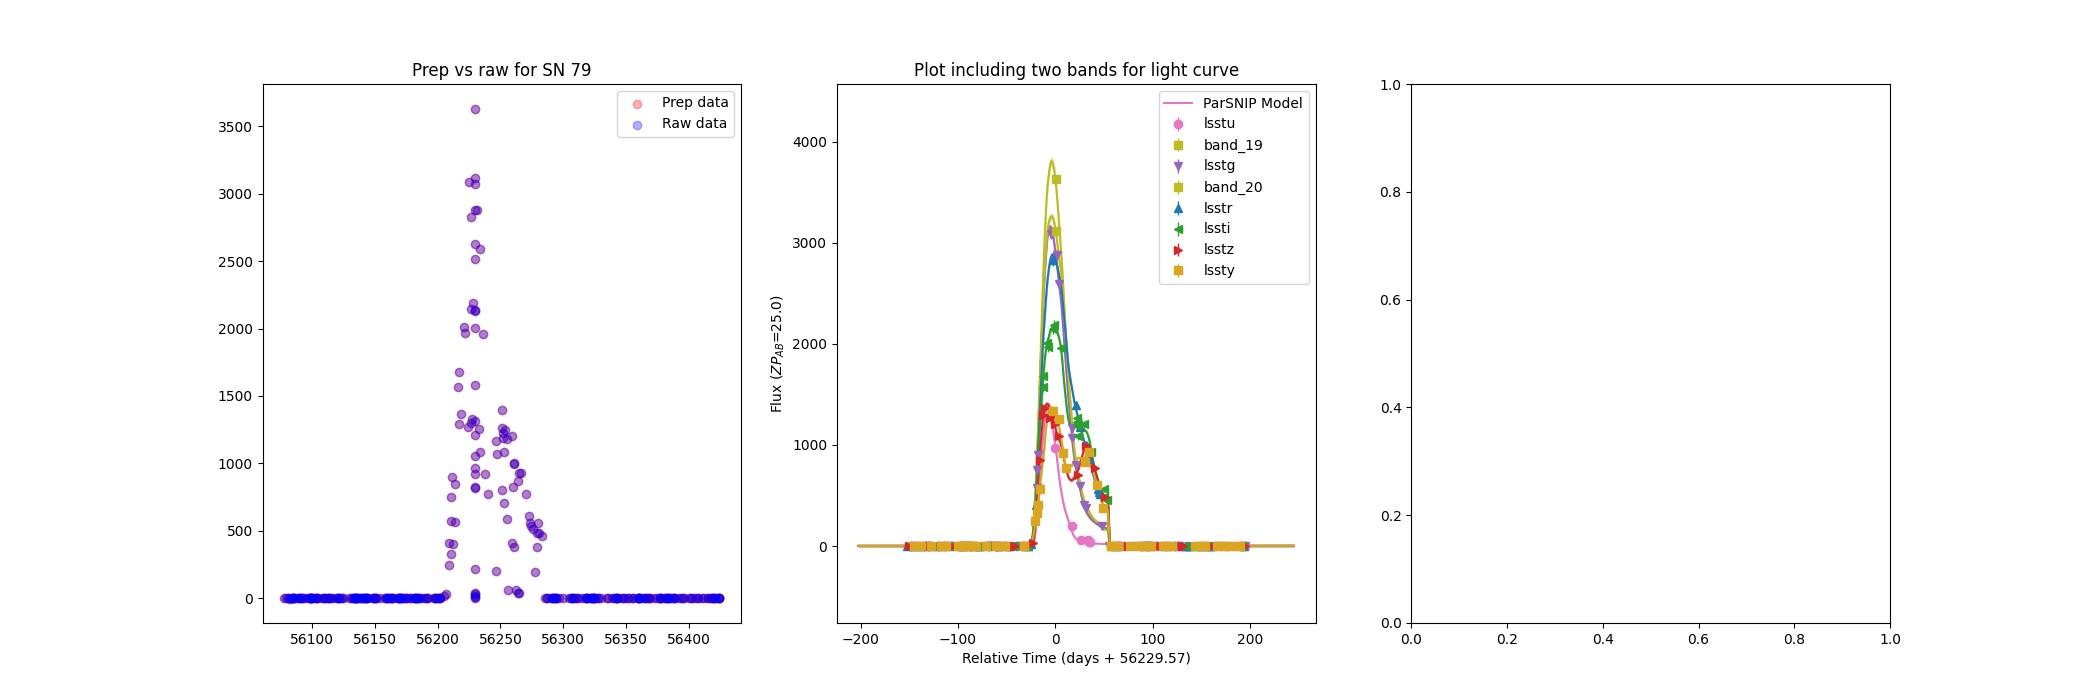 Prep vs raw for SN 79
3500
3000
2500
2000
1500
1000
500
0
56100 56150 56200 56250 56300 56350 56400
Prep data
Raw data
Plot including two bands for light curve
Flux (ZP_AB=25.0)
4000
3000
2000
1000
0
−200 −100 0 100 200
Relative Time (days + 56229.57)
ParSNIP Model
lsstu
band_19
lsstg
band_20
lsstr
lssti
lsstz
lssty
1.0
0.8
0.6
0.4
0.2
0.0
0.0 0.2 0.4 0.6 0.8 1.0